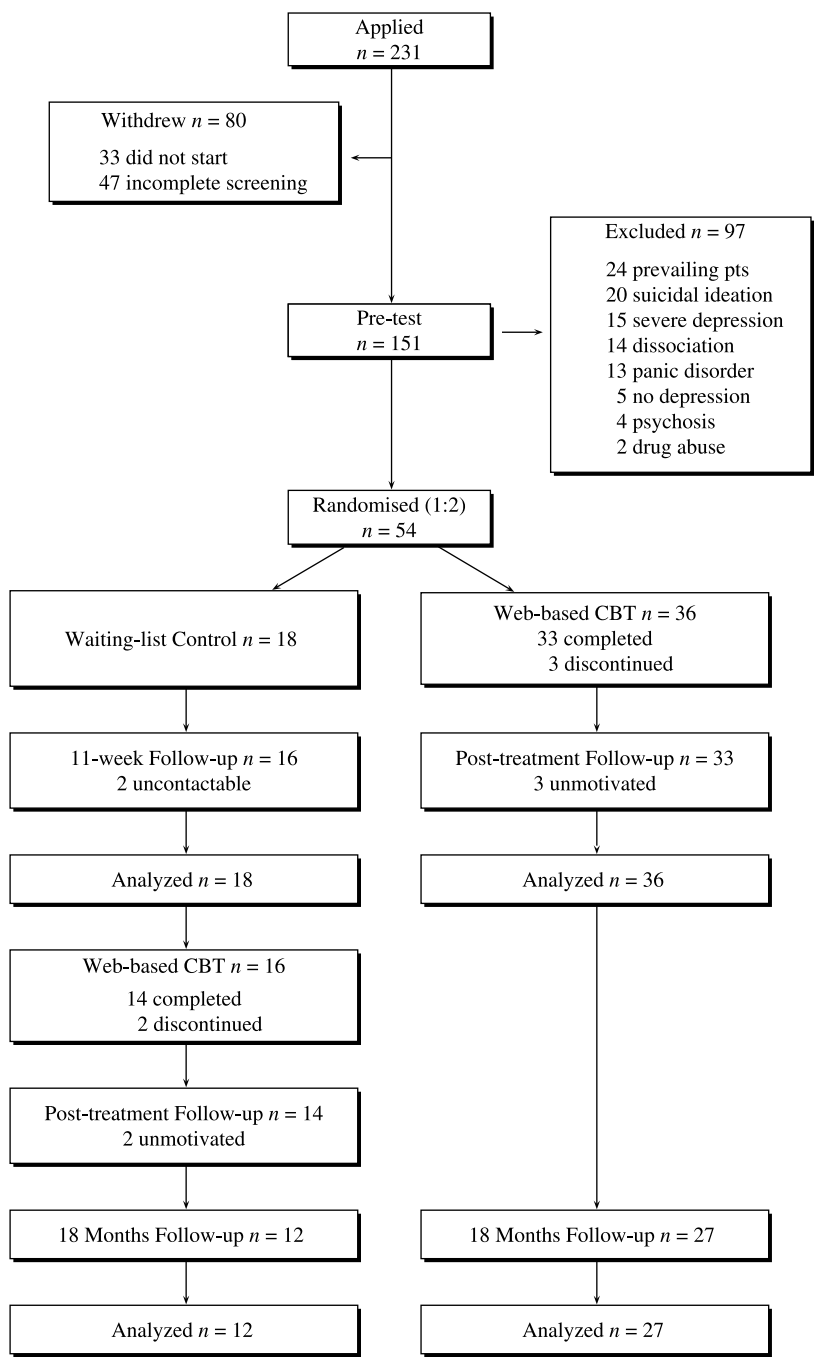 Applied
n = 231
Withdrew n = 80
33 did not start
47 incomplete screening
Excluded n = 97
24 prevailing pts
20 suicidal ideation
15 severe depression
14 dissociation
13 panic disorder
5 no depression
4 psychosis
2 drug abuse
Pre-test
n = 151
Randomised (1:2)
n = 54
Waiting-list Control n = 18
Web-based CBT n = 36
33 completed
3 discontinued
11-week Follow-up n = 16
2 uncontactable
Post-treatment Follow-up n = 33
3 unmotivated
Analyzed n = 18
Analyzed n = 36
Web-based CBT n = 16
14 completed
2 discontinued
Post-treatment Follow-up n = 14
2 unmotivated
18 Months Follow-up n = 12
18 Months Follow-up n = 27
Analyzed n = 12
Analyzed n = 27